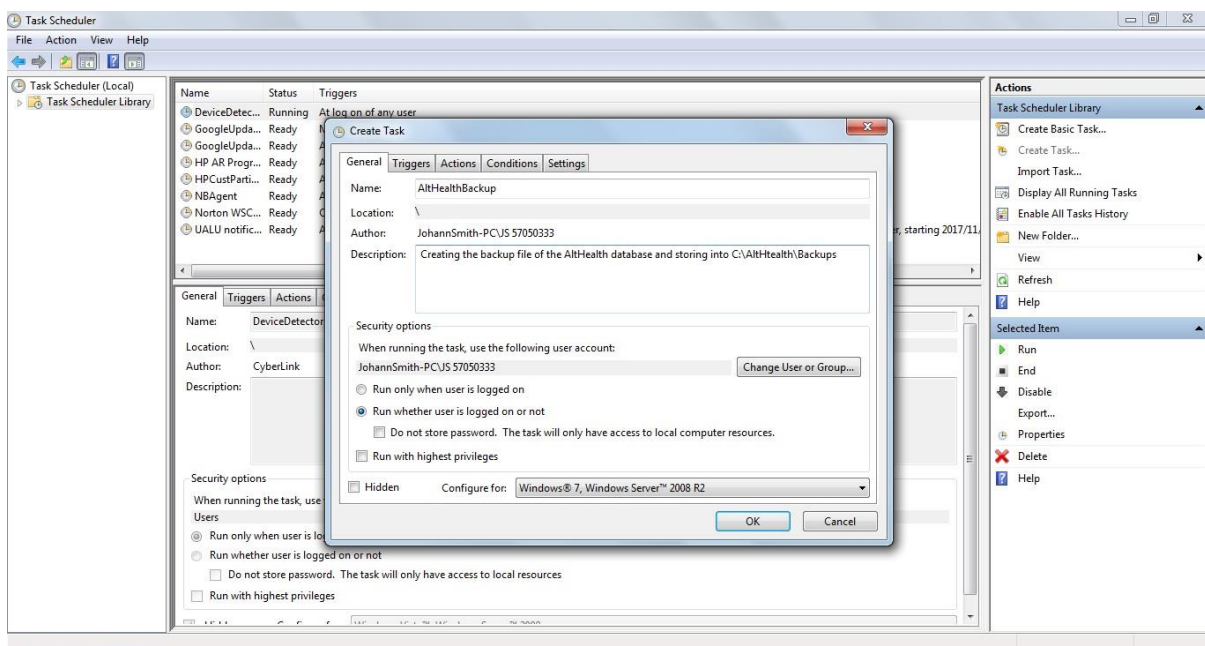 Task Scheduler
File Action View Help
Task Scheduler (Local)
Task Scheduler Library
Name Status Triggers
DeviceDetec... Running At log on of any user
GoogleUpda... Ready
GoogleUpda... Ready
HP AR Progr... Ready
HPCustParti... Ready
NBAgent Ready
Norton WSC... Ready
UALU notific... Ready
r, starting 2017/11/
General Triggers Actions
Name: DeviceDetector
Location: \
Author: CyberLink
Description:
Security options
When running the task, use
Users
Run only when user is lo
Run whether user is logged on or not
Do not store password. The task will only have access to local resources
Run with highest privileges
Create Task
General Triggers Actions Conditions Settings
Name: AltHealthBackup
Location: \
Author: JohannSmith-PC\JS 57050333
Description: Creating the backup file of the AltHealth database and storing into C:\AltHtealth\Backups
Security options
When running the task, use the following user account:
JohannSmith-PC\JS 57050333 Change User or Group...
Run only when user is logged on
Run whether user is logged on or not
Do not store password. The task will only have access to local computer resources.
Run with highest privileges
Hidden Configure for: Windows® 7, Windows Server™ 2008 R2
OK Cancel
Actions
Task Scheduler Library
Create Basic Task...
Create Task...
Import Task...
Display All Running Tasks
Enable All Tasks History
New Folder...
View
Refresh
Help
Selected Item
Run
End
Disable
Export...
Properties
Delete
Help